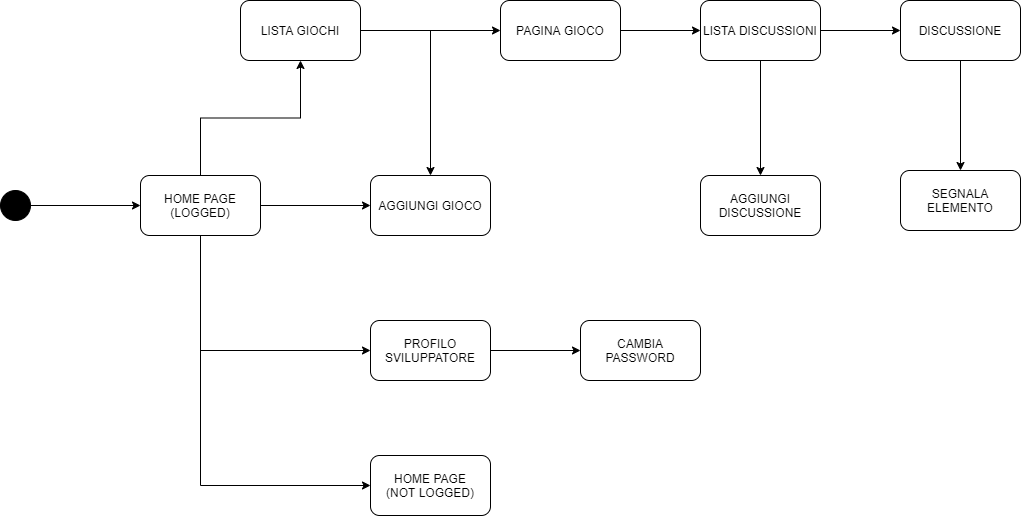 LISTA GIOCHI
PAGINA GIOCO
LISTA DISCUSSIONI
DISCUSSIONE
HOME PAGE
(LOGGED)
AGGIUNGI GIOCO
AGGIUNGI
DISCUSSIONE
SEGNALA
ELEMENTO
PROFILO
SVILUPPATORE
CAMBIA
PASSWORD
HOME PAGE
(NOT LOGGED)